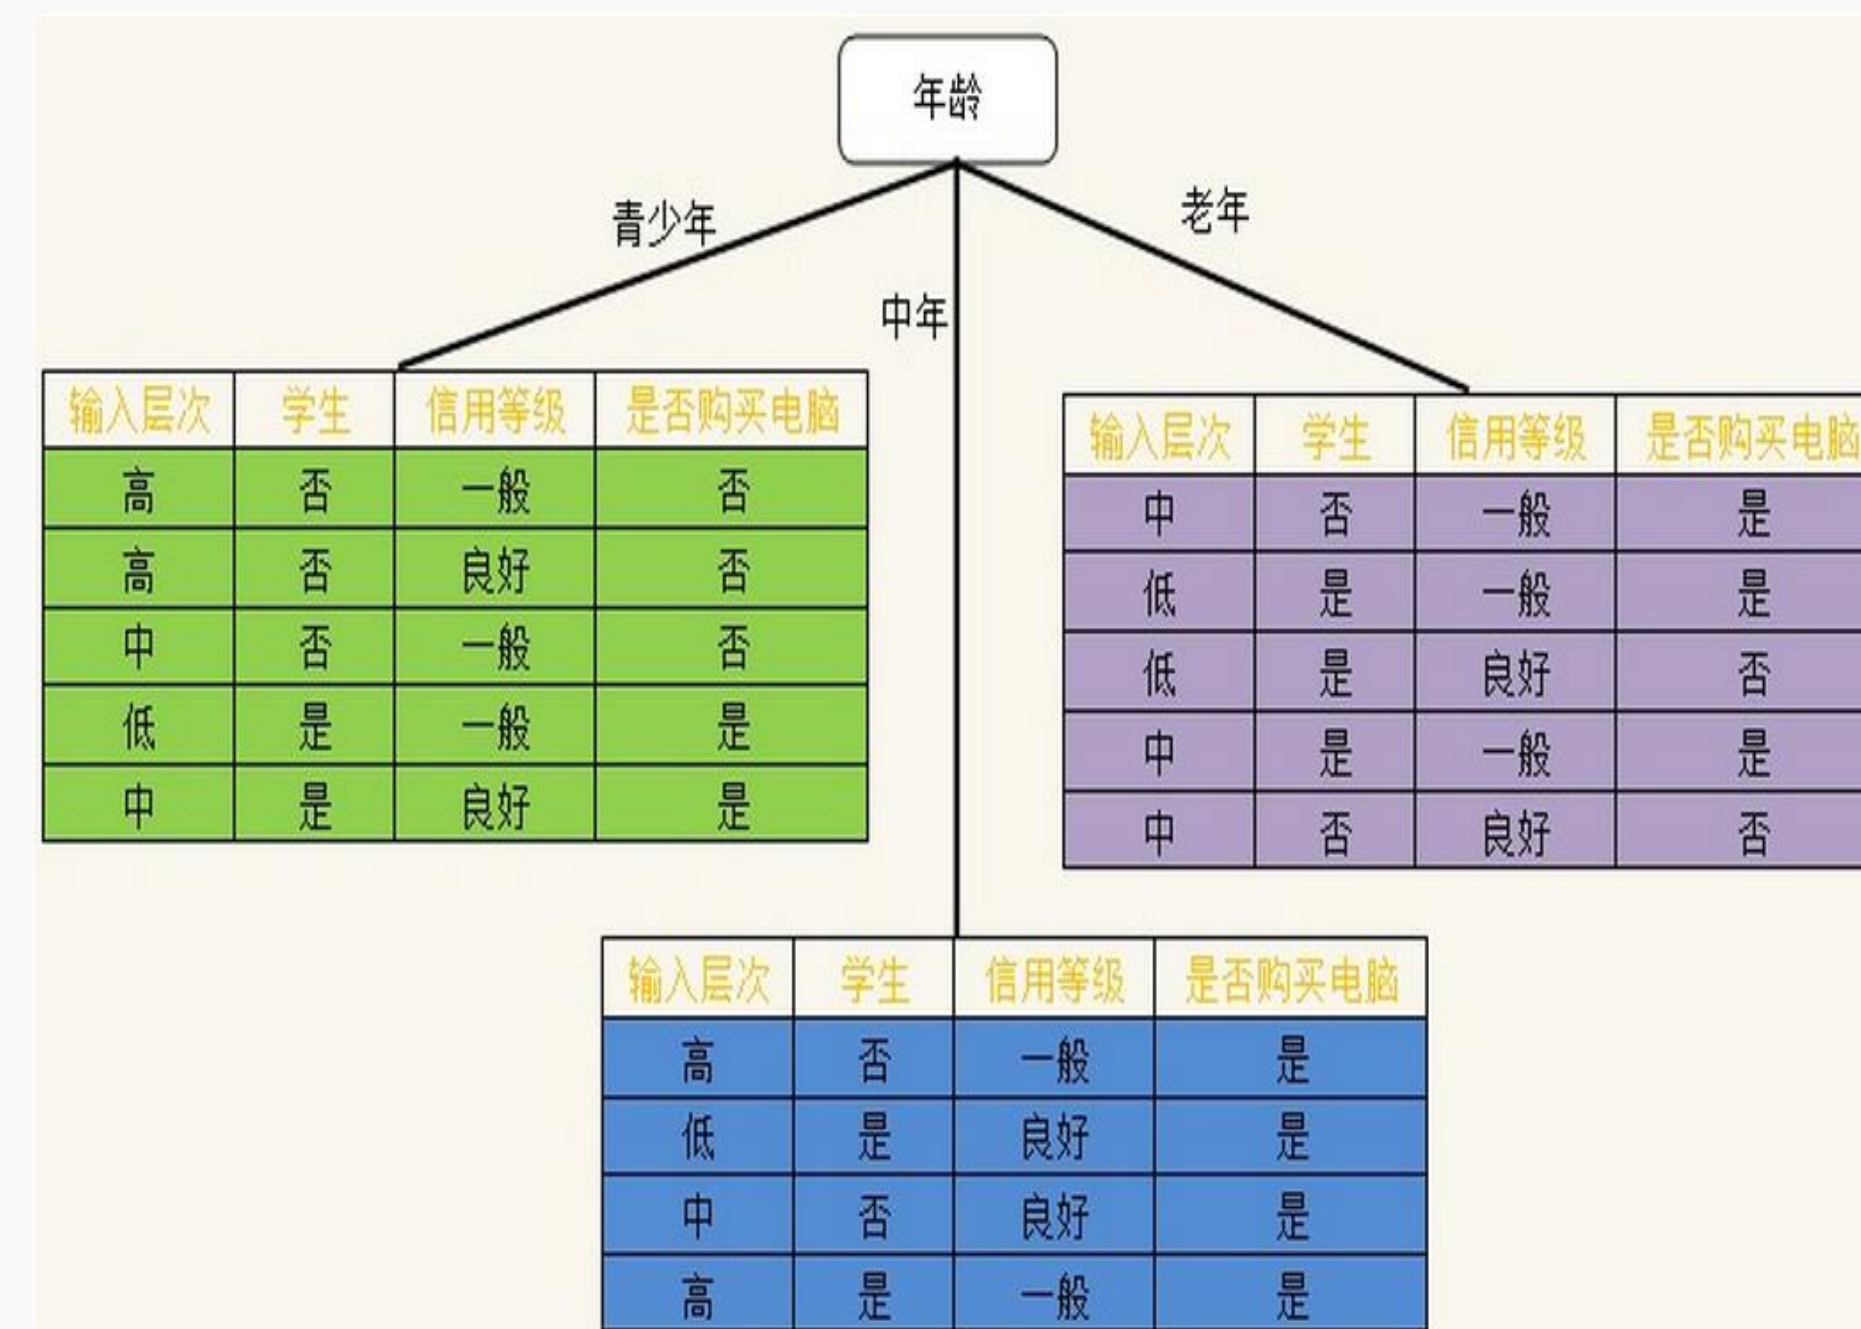 年龄
青少年
老年
中年
输入层次 学生 信用等级 是否购买电脑
高 否 一般 否
高 否 良好 否
中 否 一般 否
低 是 一般 是
中 是 良好 是
输入层次 学生 信用等级 是否购买电脑
中 否 一般 是
低 是 一般 是
低 是 良好 否
中 是 一般 是
中 否 良好 否
输入层次 学生 信用等级 是否购买电脑
高 否 一般 是
低 是 良好 是
中 否 良好 是
高 是 一般 是